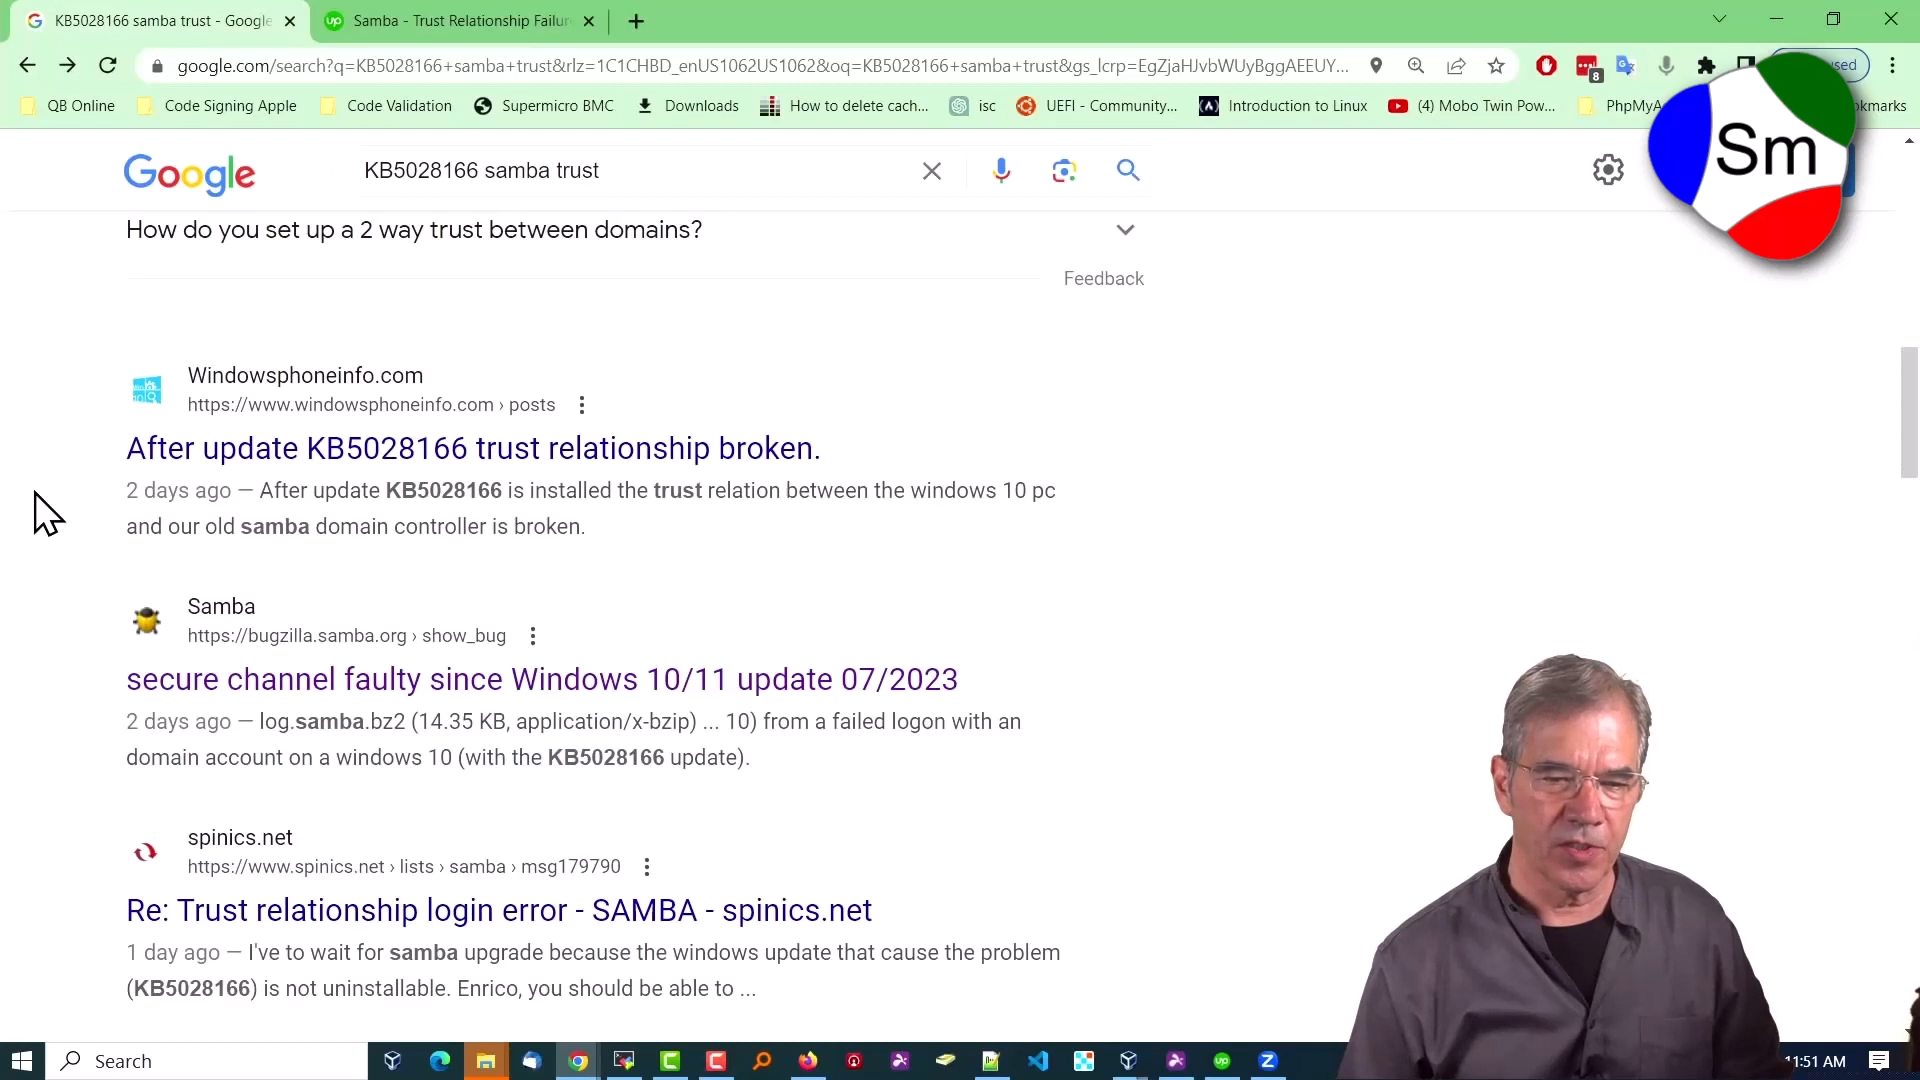 KB5028166 samba trust - Google
Samba - Trust Relationship Failur
google.com/search?q=KB5028166+samba+trust&rlz=1C1CHBD_enUS1062US1062&oq=KB5028166+samba+trust&gs_lcrp=EgZjaHJvbWUyBggAEEUY...
8
used
QB Online
Code Signing Apple
Code Validation
Supermicro BMC
Downloads
How to delete cach...
isc
UEFI - Community...
Introduction to Linux
(4) Mobo Twin Pow...
PhpMyA
okmarks
Sm
Google
KB5028166 samba trust
How do you set up a 2 way trust between domains?
Feedback
Windowsphoneinfo.com
https://www.windowsphoneinfo.com › posts
After update KB5028166 trust relationship broken.
2 days ago — After update KB5028166 is installed the trust relation between the windows 10 pc
and our old samba domain controller is broken.
Samba
https://bugzilla.samba.org › show_bug
secure channel faulty since Windows 10/11 update 07/2023
2 days ago — log.samba.bz2 (14.35 KB, application/x-bzip) ... 10) from a failed logon with an
domain account on a windows 10 (with the KB5028166 update).
spinics.net
https://www.spinics.net › lists › samba › msg179790
Re: Trust relationship login error - SAMBA - spinics.net
1 day ago — I've to wait for samba upgrade because the windows update that cause the problem
(KB5028166) is not uninstallable. Enrico, you should be able to ...
Search
11:51 AM